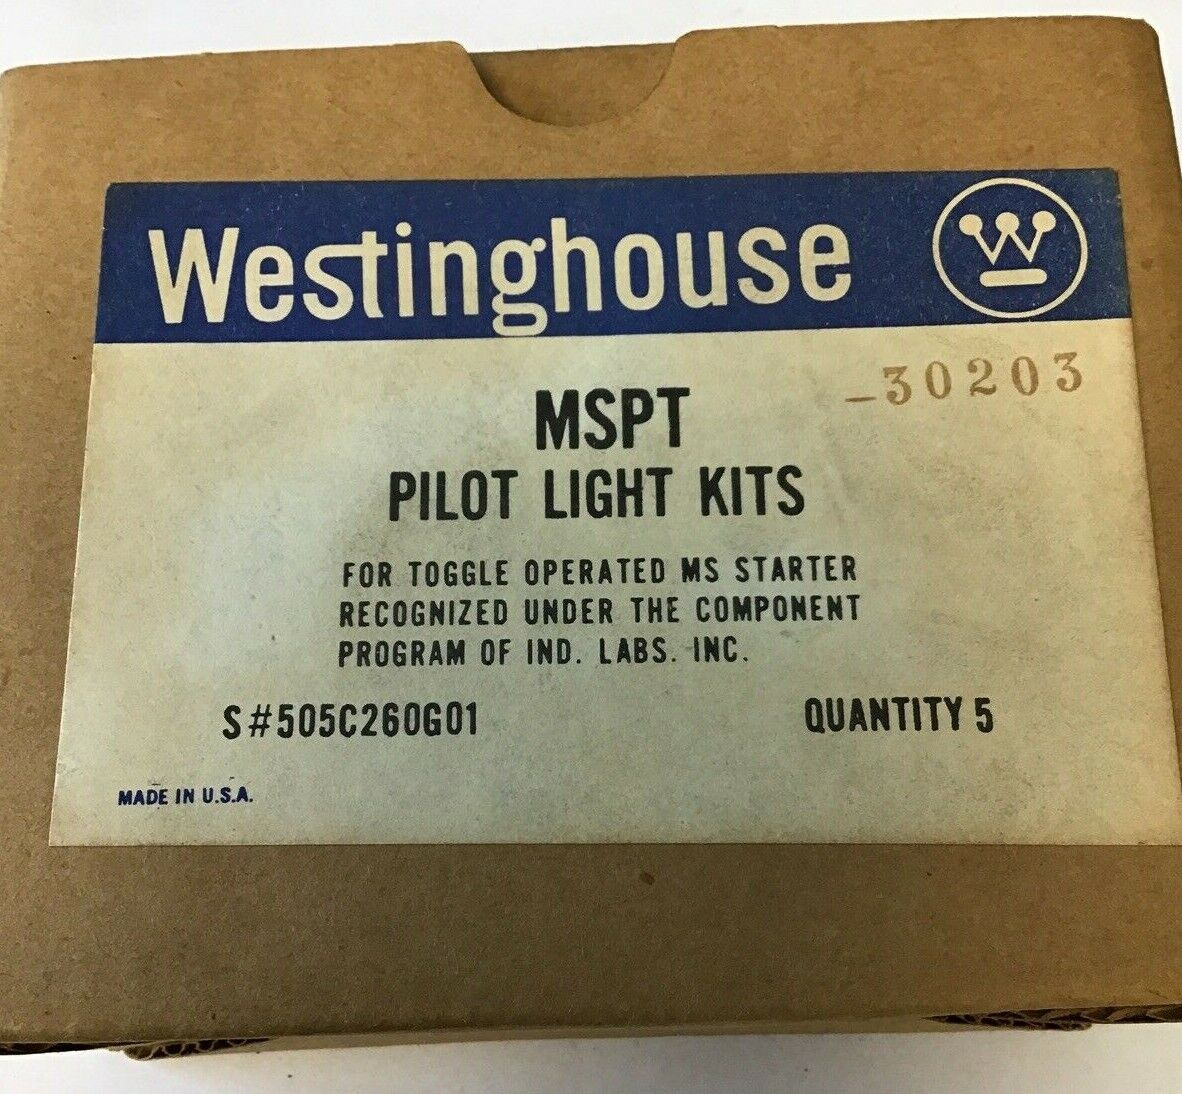 Westinghouse
-30203
MSPT
PILOT LIGHT KITS
FOR TOGGLE OPERATED MS STARTER
RECOGNIZED UNDER THE COMPONENT
PROGRAM OF IND. LABS. INC.
S#505C260G01
QUANTITY 5
MADE IN U.S.A.